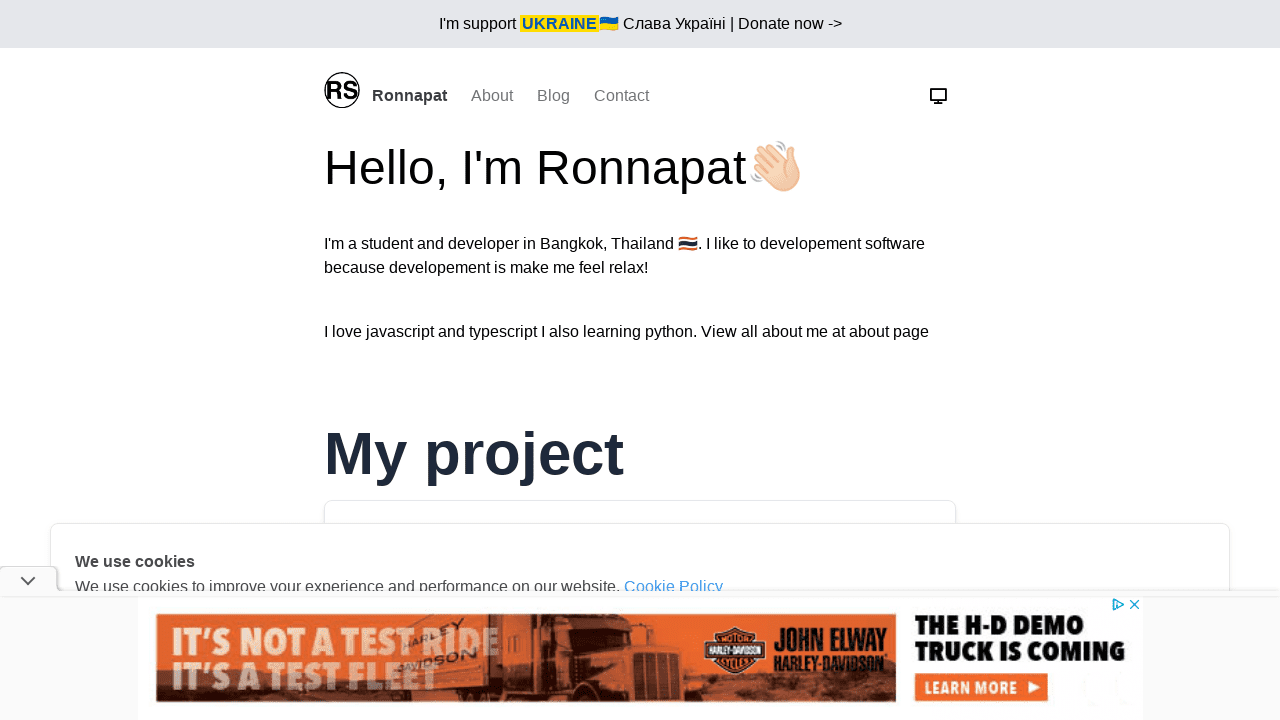 I'm support UKRAINE🇺🇦 Слава Україні | Donate now ->
RS Ronnapat About Blog Contact
Hello, I'm Ronnapat👋🏻
I'm a student and developer in Bangkok, Thailand 🇹🇭. I like to developement software
because developement is make me feel relax!
I love javascript and typescript I also learning python. View all about me at about page
My project
We use cookies
We use cookies to improve your experience and performance on our website. Cookie Policy
IT'S NOT A TEST RIDE
IT'S A TEST FLEET
HARLEY-DAVIDSON
MOTOR
HARLEY-DAVIDSON
JOHN ELWAY
HARLEY-DAVIDSON
THE H-D DEMO
TRUCK IS COMING
LEARN MORE